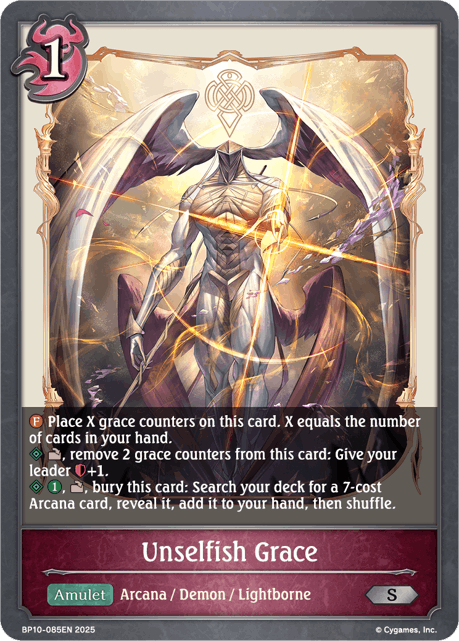 1
F Place X grace counters on this card. X equals the number
of cards in your hand.
, remove 2 grace counters from this card: Give your
leader +1.
1, , bury this card: Search your deck for a 7-cost
Arcana card, reveal it, add it to your hand, then shuffle.
Unselfish Grace
Amulet Arcana / Demon / Lightborne S
BP10-085EN 2025 © Cygames, Inc.